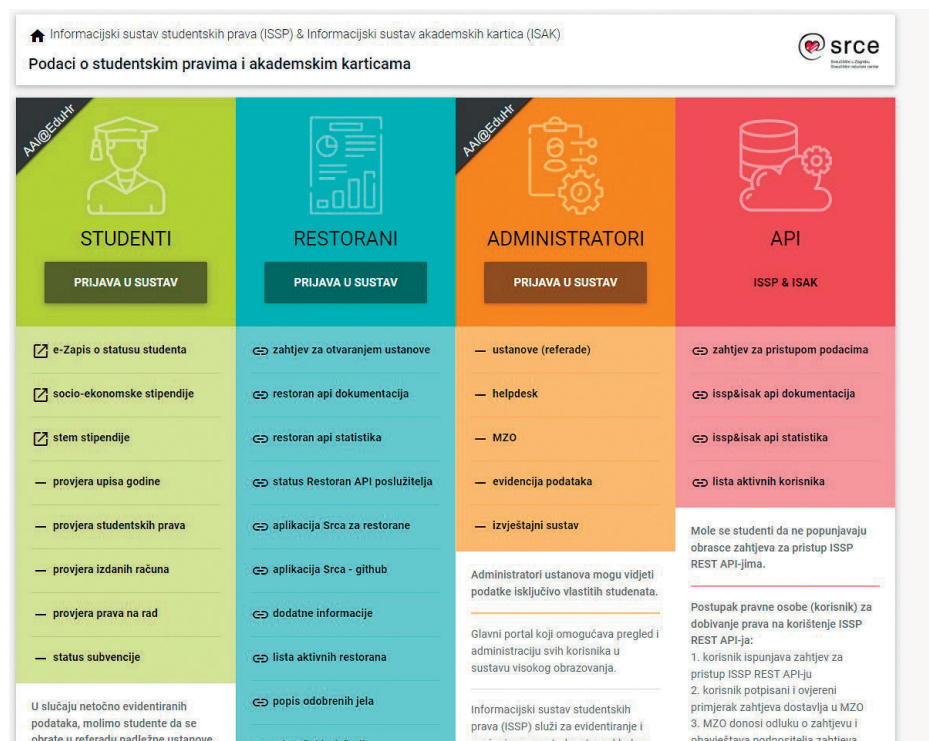 Informacijski sustav studentskih prava (ISSP) & Informacijski sustav akademskih kartica (ISAK)
Podaci o studentskim pravima i akademskim karticama
srce
AAI@EduHr
STUDENTI
PRIJAVA U SUSTAV
e-Zapis o statusu studenta
socio-ekonomske stipendije
stem stipendije
provjera upisa godine
provjera studentskih prava
provjera izdanih računa
provjera prava na rad
status subvencije
U slučaju netočno evidentiranih
podataka, molimo studente da se
obrate u referadu nadležne ustanove
RESTORANI
PRIJAVA U SUSTAV
zahtjev za otvaranjem ustanove
restoran api dokumentacija
restoran api statistika
status Restoran API poslužitelja
aplikacija Srca za restorane
aplikacija Srca - github
dodatne informacije
lista aktivnih restorana
popis odobrenih jela
AAI@EduHr
ADMINISTRATORI
PRIJAVA U SUSTAV
ustanove (referade)
helpdesk
MZO
evidencija podataka
izvještajni sustav
Administratori ustanova mogu vidjeti
podatke isključivo vlastitih studenata.
Glavni portal koji omogućava pregled i
administraciju svih korisnika u
sustavu visokog obrazovanja.
Informacijski sustav studentskih
prava (ISSP) služi za evidentiranje i
API
ISSP & ISAK
zahtjev za pristupom podacima
issp&isak api dokumentacija
issp&isak api statistika
lista aktivnih korisnika
Mole se studenti da ne popunjavaju
obrasce zahtjeva za pristup ISSP
REST API-jima.
Postupak pravne osobe (korisnik) za
dobivanje prava na korištenje ISSP
REST API-ja:
1. korisnik ispunjava zahtjev za
pristup ISSP REST API-ju
2. korisnik potpisani i ovjereni
primjerak zahtjeva dostavlja u MZO
3. MZO donosi odluku o zahtjevu i
obavještava podnositelja zahtjeva